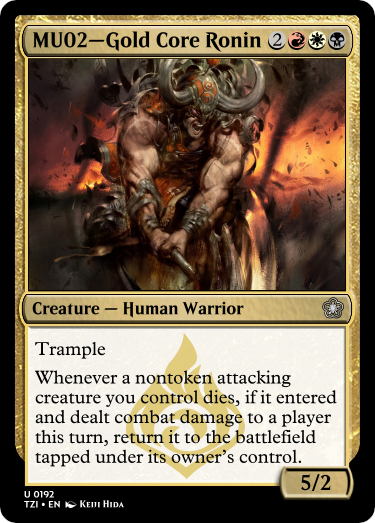 MU02—Gold Core Ronin 2
Creature — Human Warrior
Trample
Whenever a nontoken attacking
creature you control dies, if it entered
and dealt combat damage to a player
this turn, return it to the battlefield
tapped under its owner's control.
5/2
U 0192
TZI • EN Keiji Hida